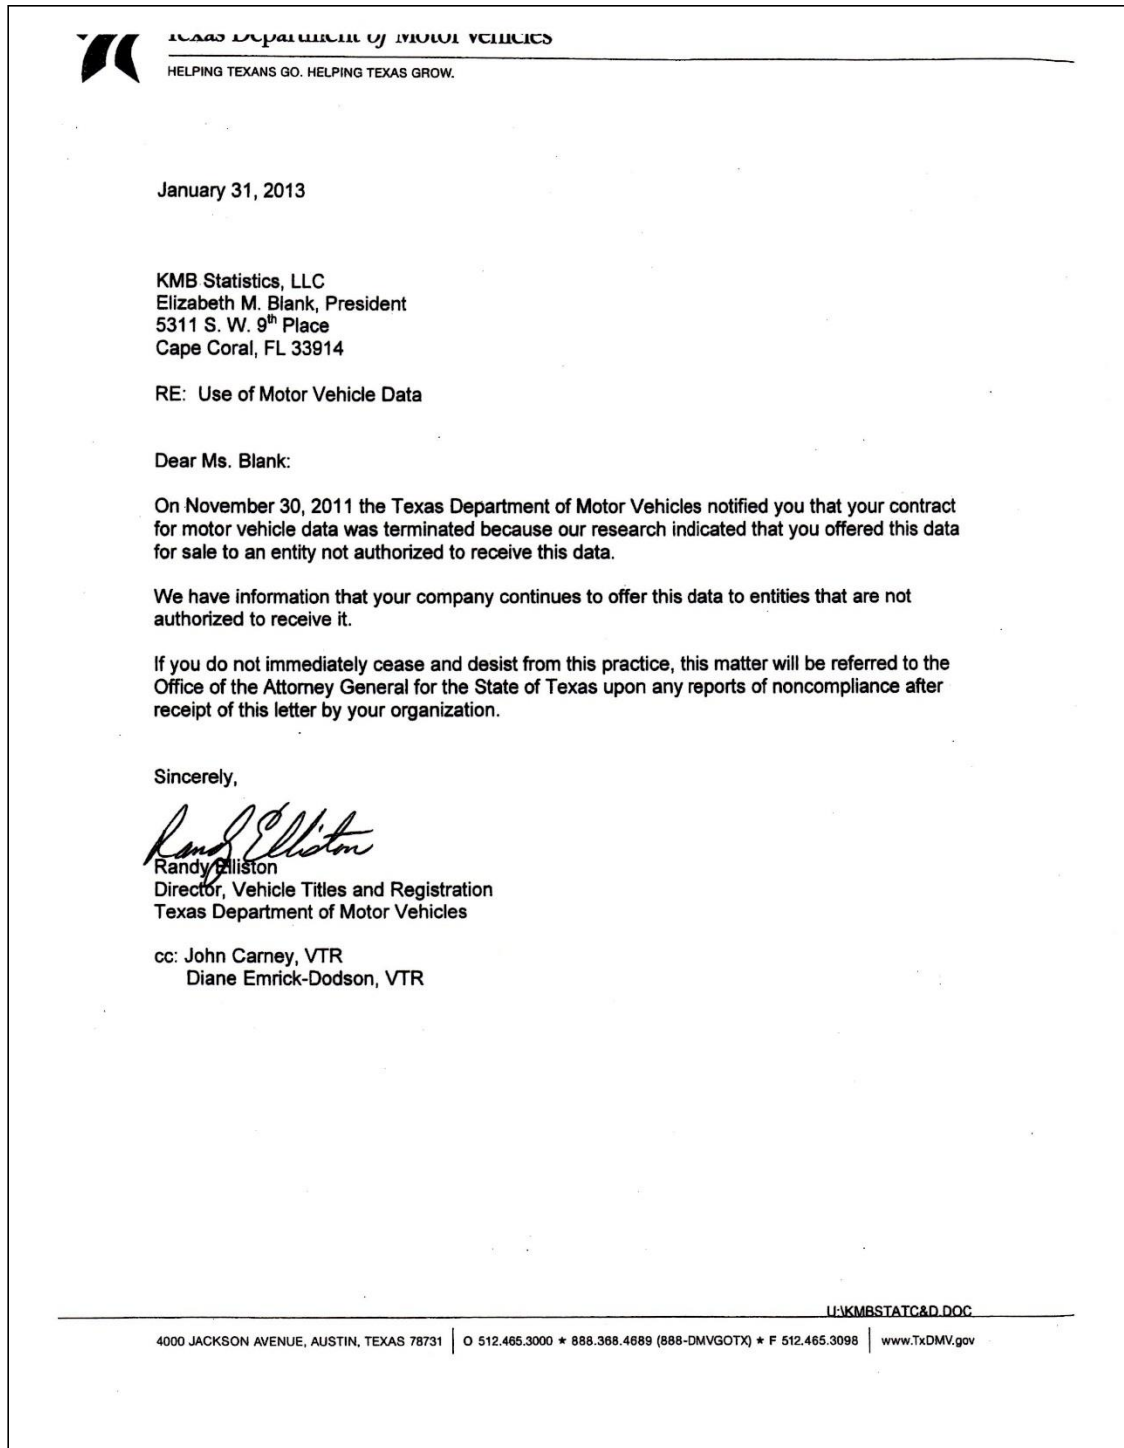 Texas Department of Motor Vehicles
HELPING TEXANS GO. HELPING TEXAS GROW.
January 31, 2013
KMB Statistics, LLC
Elizabeth M. Blank, President
5311 S. W. 9th Place
Cape Coral, FL 33914
RE: Use of Motor Vehicle Data
Dear Ms. Blank:
On November 30, 2011 the Texas Department of Motor Vehicles notified you that your contract
for motor vehicle data was terminated because our research indicated that you offered this data
for sale to an entity not authorized to receive this data.
We have information that your company continues to offer this data to entities that are not
authorized to receive it.
If you do not immediately cease and desist from this practice, this matter will be referred to the
Office of the Attorney General for the State of Texas upon any reports of noncompliance after
receipt of this letter by your organization.
Sincerely,
Randy Elliston
Randy Elliston
Director, Vehicle Titles and Registration
Texas Department of Motor Vehicles
cc: John Carney, VTR
Diane Emrick-Dodson, VTR
U:\KMBSTATC&D.DOC
4000 JACKSON AVENUE, AUSTIN, TEXAS 78731 | O 512.465.3000 ★ 888.368.4689 (888-DMVGOTX) ★ F 512.465.3098 | www.TxDMV.gov